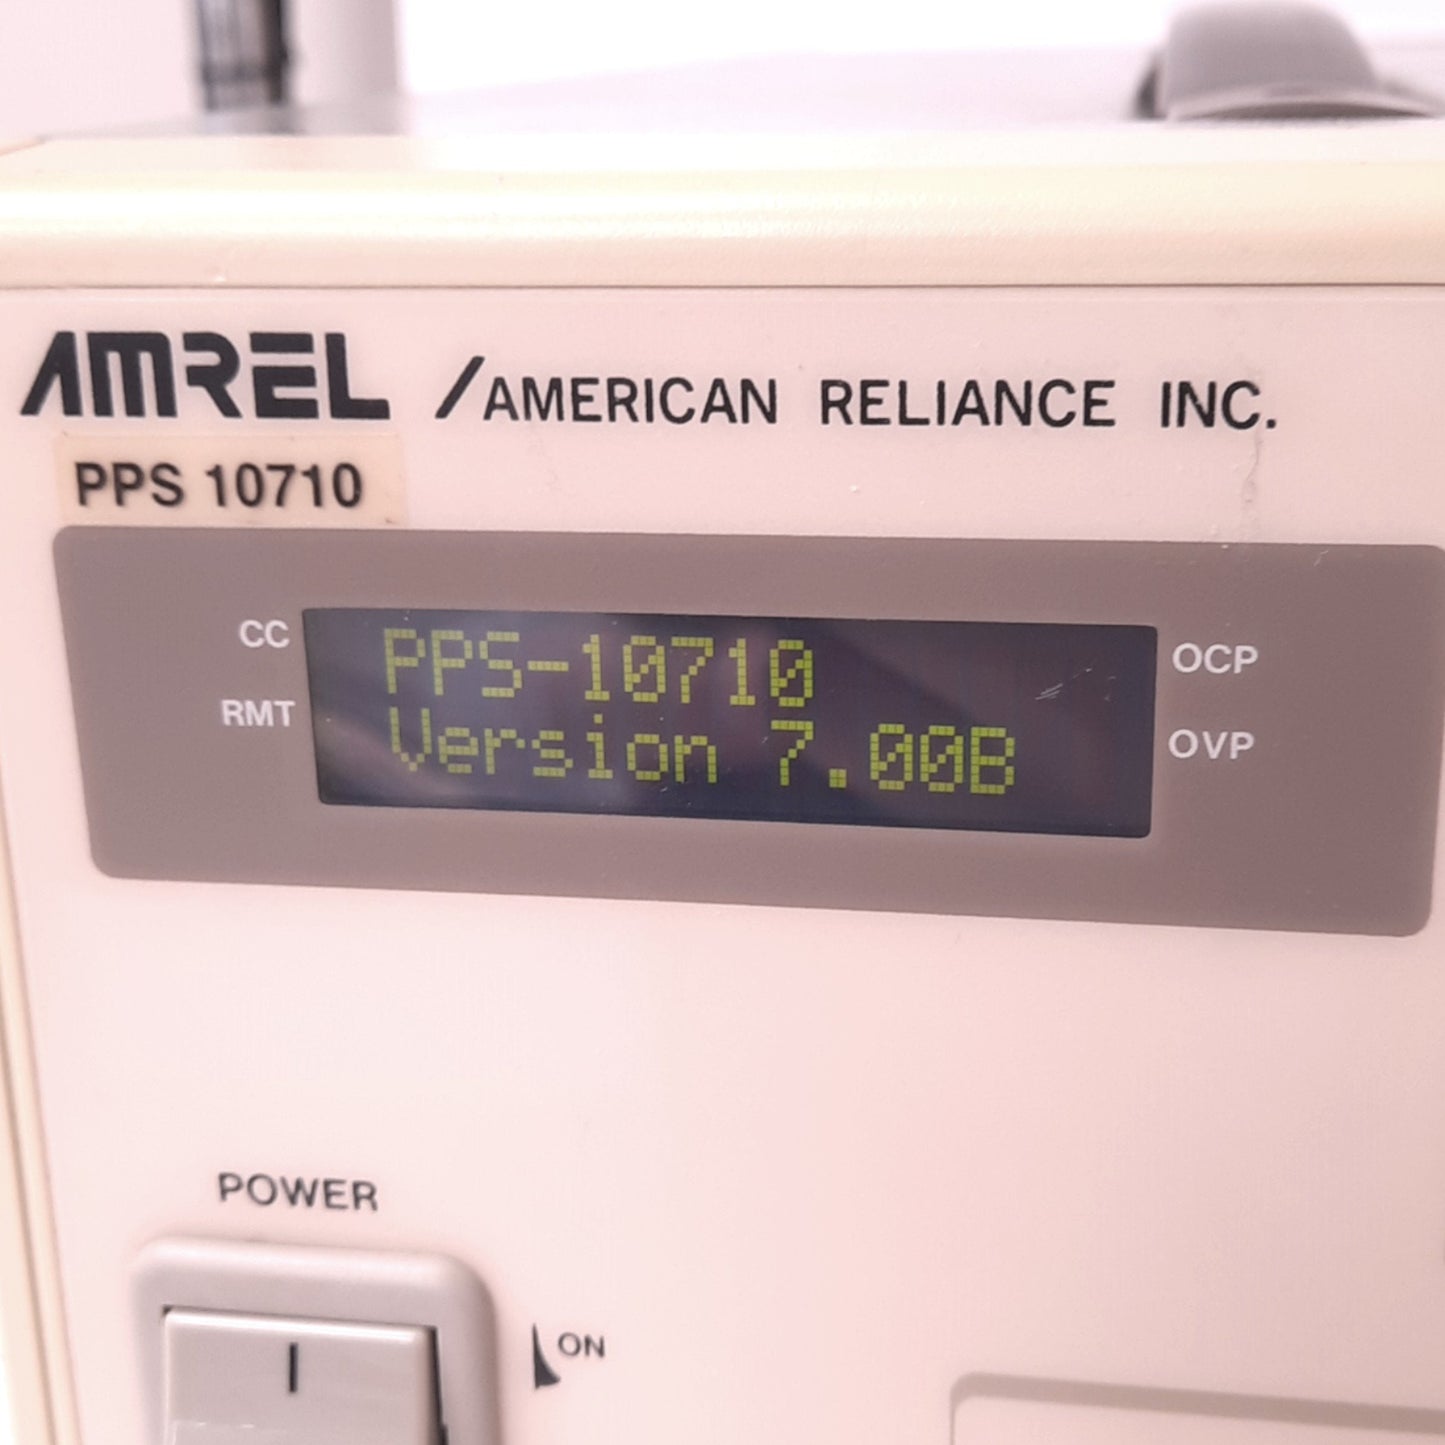 AMREL /AMERICAN RELIANCE INC.
PPS 10710
CC
RMT
PPS-10710
Version 7.00B
OCP
OVP
POWER
ON